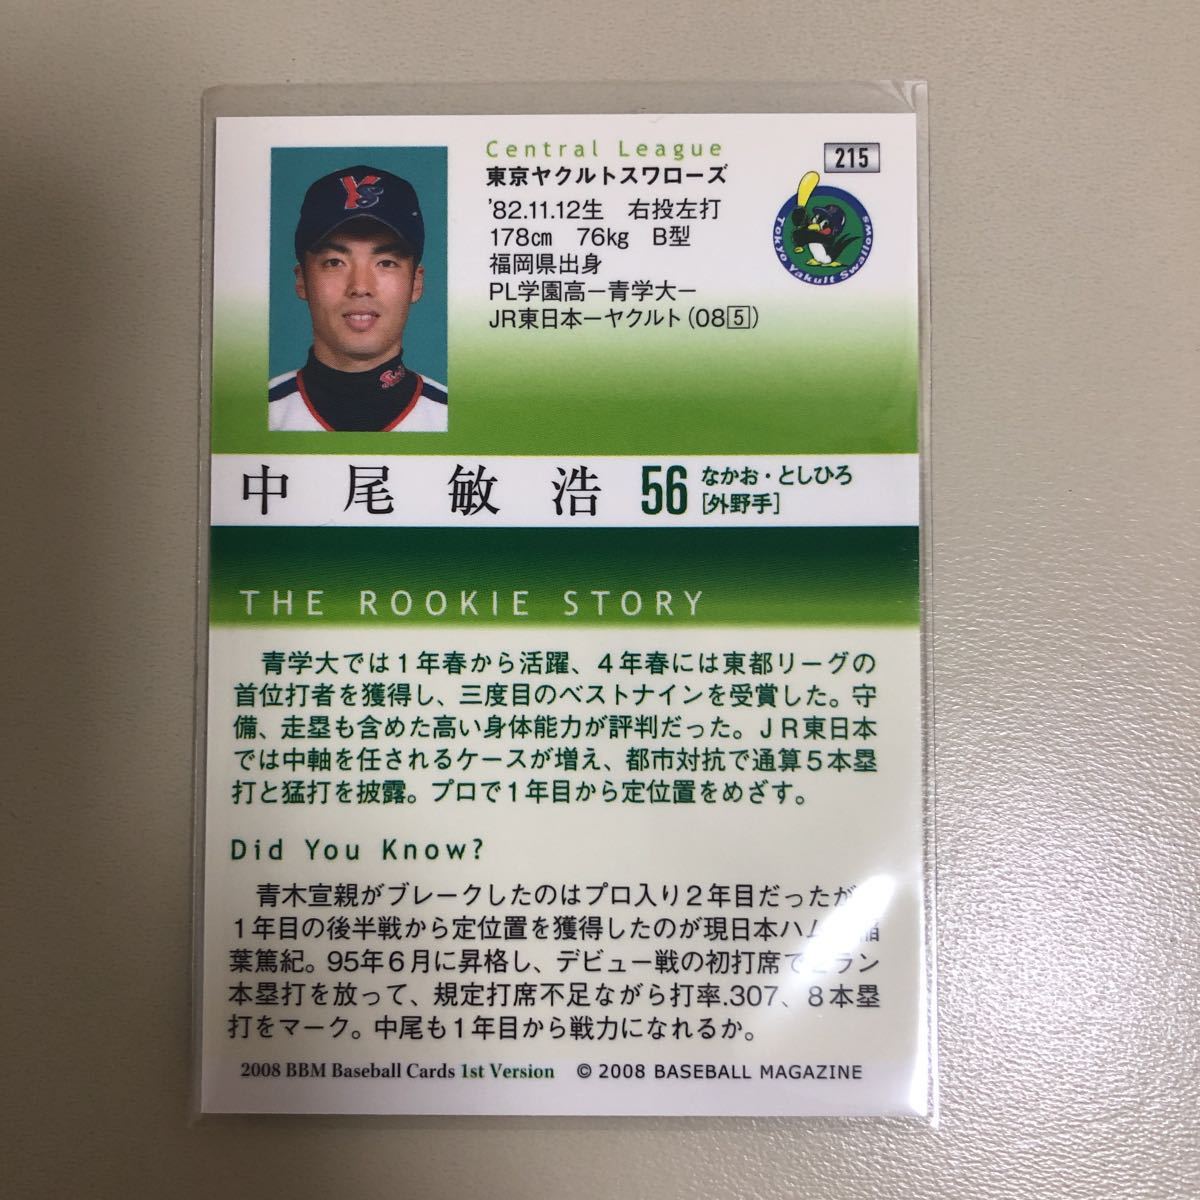 Central League
215
東京ヤクルトスワローズ
'82.11.12生 右投左打
178㎝ 76㎏ B型
福岡県出身
PL学園高ー青学大ー
JR東日本ーヤクルト(08 5)
Tokyo Yakult Swallows
YS
中尾敏浩 56 なかお・としひろ
[外野手]
THE ROOKIE STORY
青学大では1年春から活躍、4年春には東都リーグの
首位打者を獲得し、三度目のベストナインを受賞した。守
備、走塁も含めた高い身体能力が評判だった。JR東日本
では中軸を任されるケースが増え、都市対抗で通算5本塁
打と猛打を披露。プロで1年目から定位置をめざす。
Did You Know?
青木宣親がブレークしたのはプロ入り2年目だったが、
1年目の後半戦から定位置を獲得したのが現日本ハム 稲
葉篤紀。95年6月に昇格し、デビュー戦の初打席で ラン
本塁打を放って、規定打席不足ながら打率.307、8本塁
打をマーク。中尾も1年目から戦力になれるか。
2008 BBM Baseball Cards 1st Version © 2008 BASEBALL MAGAZINE